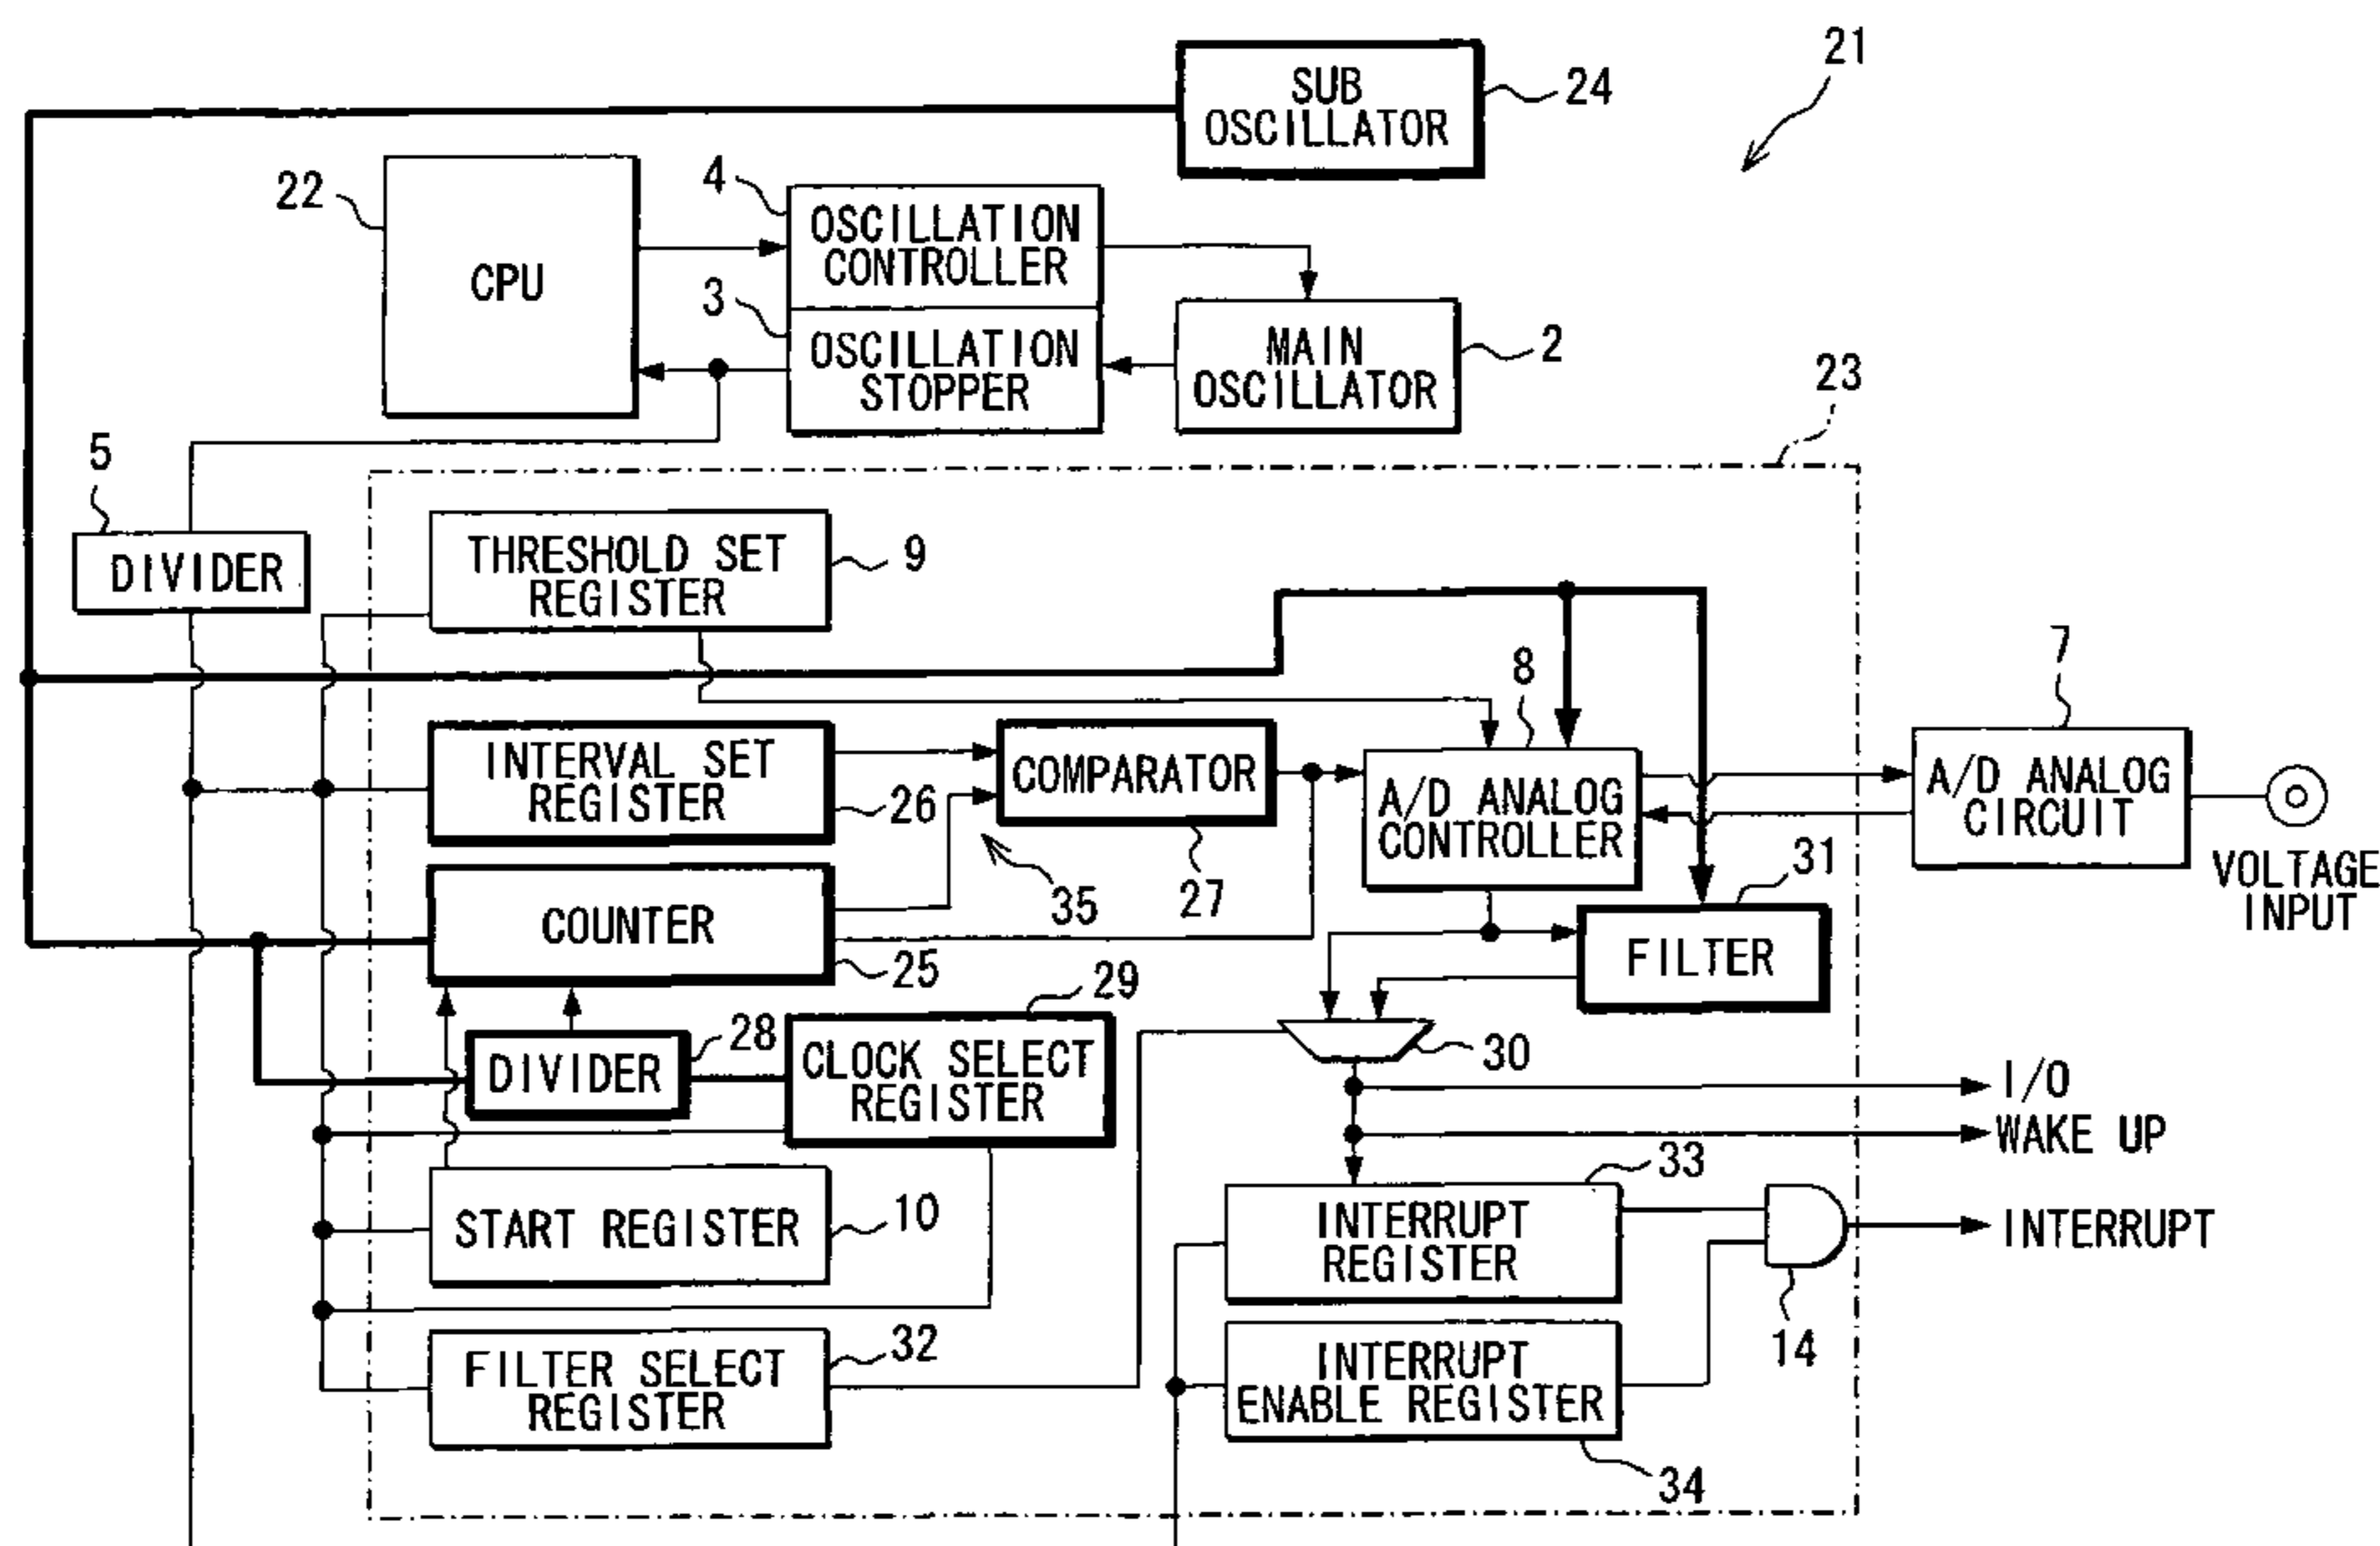 21
SUB
OSCILLATOR
24
22
CPU
4
OSCILLATION
CONTROLLER
3
OSCILLATION
STOPPER
MAIN
OSCILLATOR
2
23
5
DIVIDER
THRESHOLD SET
REGISTER
9
INTERVAL SET
REGISTER
26
COMPARATOR
27
35
8
A/D ANALOG
CONTROLLER
7
A/D ANALOG
CIRCUIT
VOLTAGE
INPUT
COUNTER
25
31
FILTER
DIVIDER
28
29
CLOCK SELECT
REGISTER
30
I/O
WAKE UP
START REGISTER
10
33
INTERRUPT
REGISTER
INTERRUPT
14
FILTER SELECT
REGISTER
32
INTERRUPT
ENABLE REGISTER
34